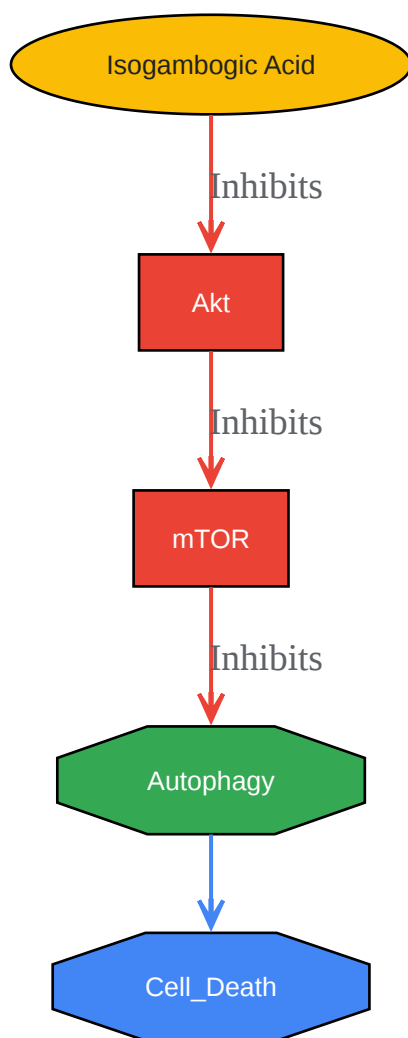 Isogambogic Acid
Inhibits
Akt
Inhibits
mTOR
Inhibits
Autophagy
Cell_Death